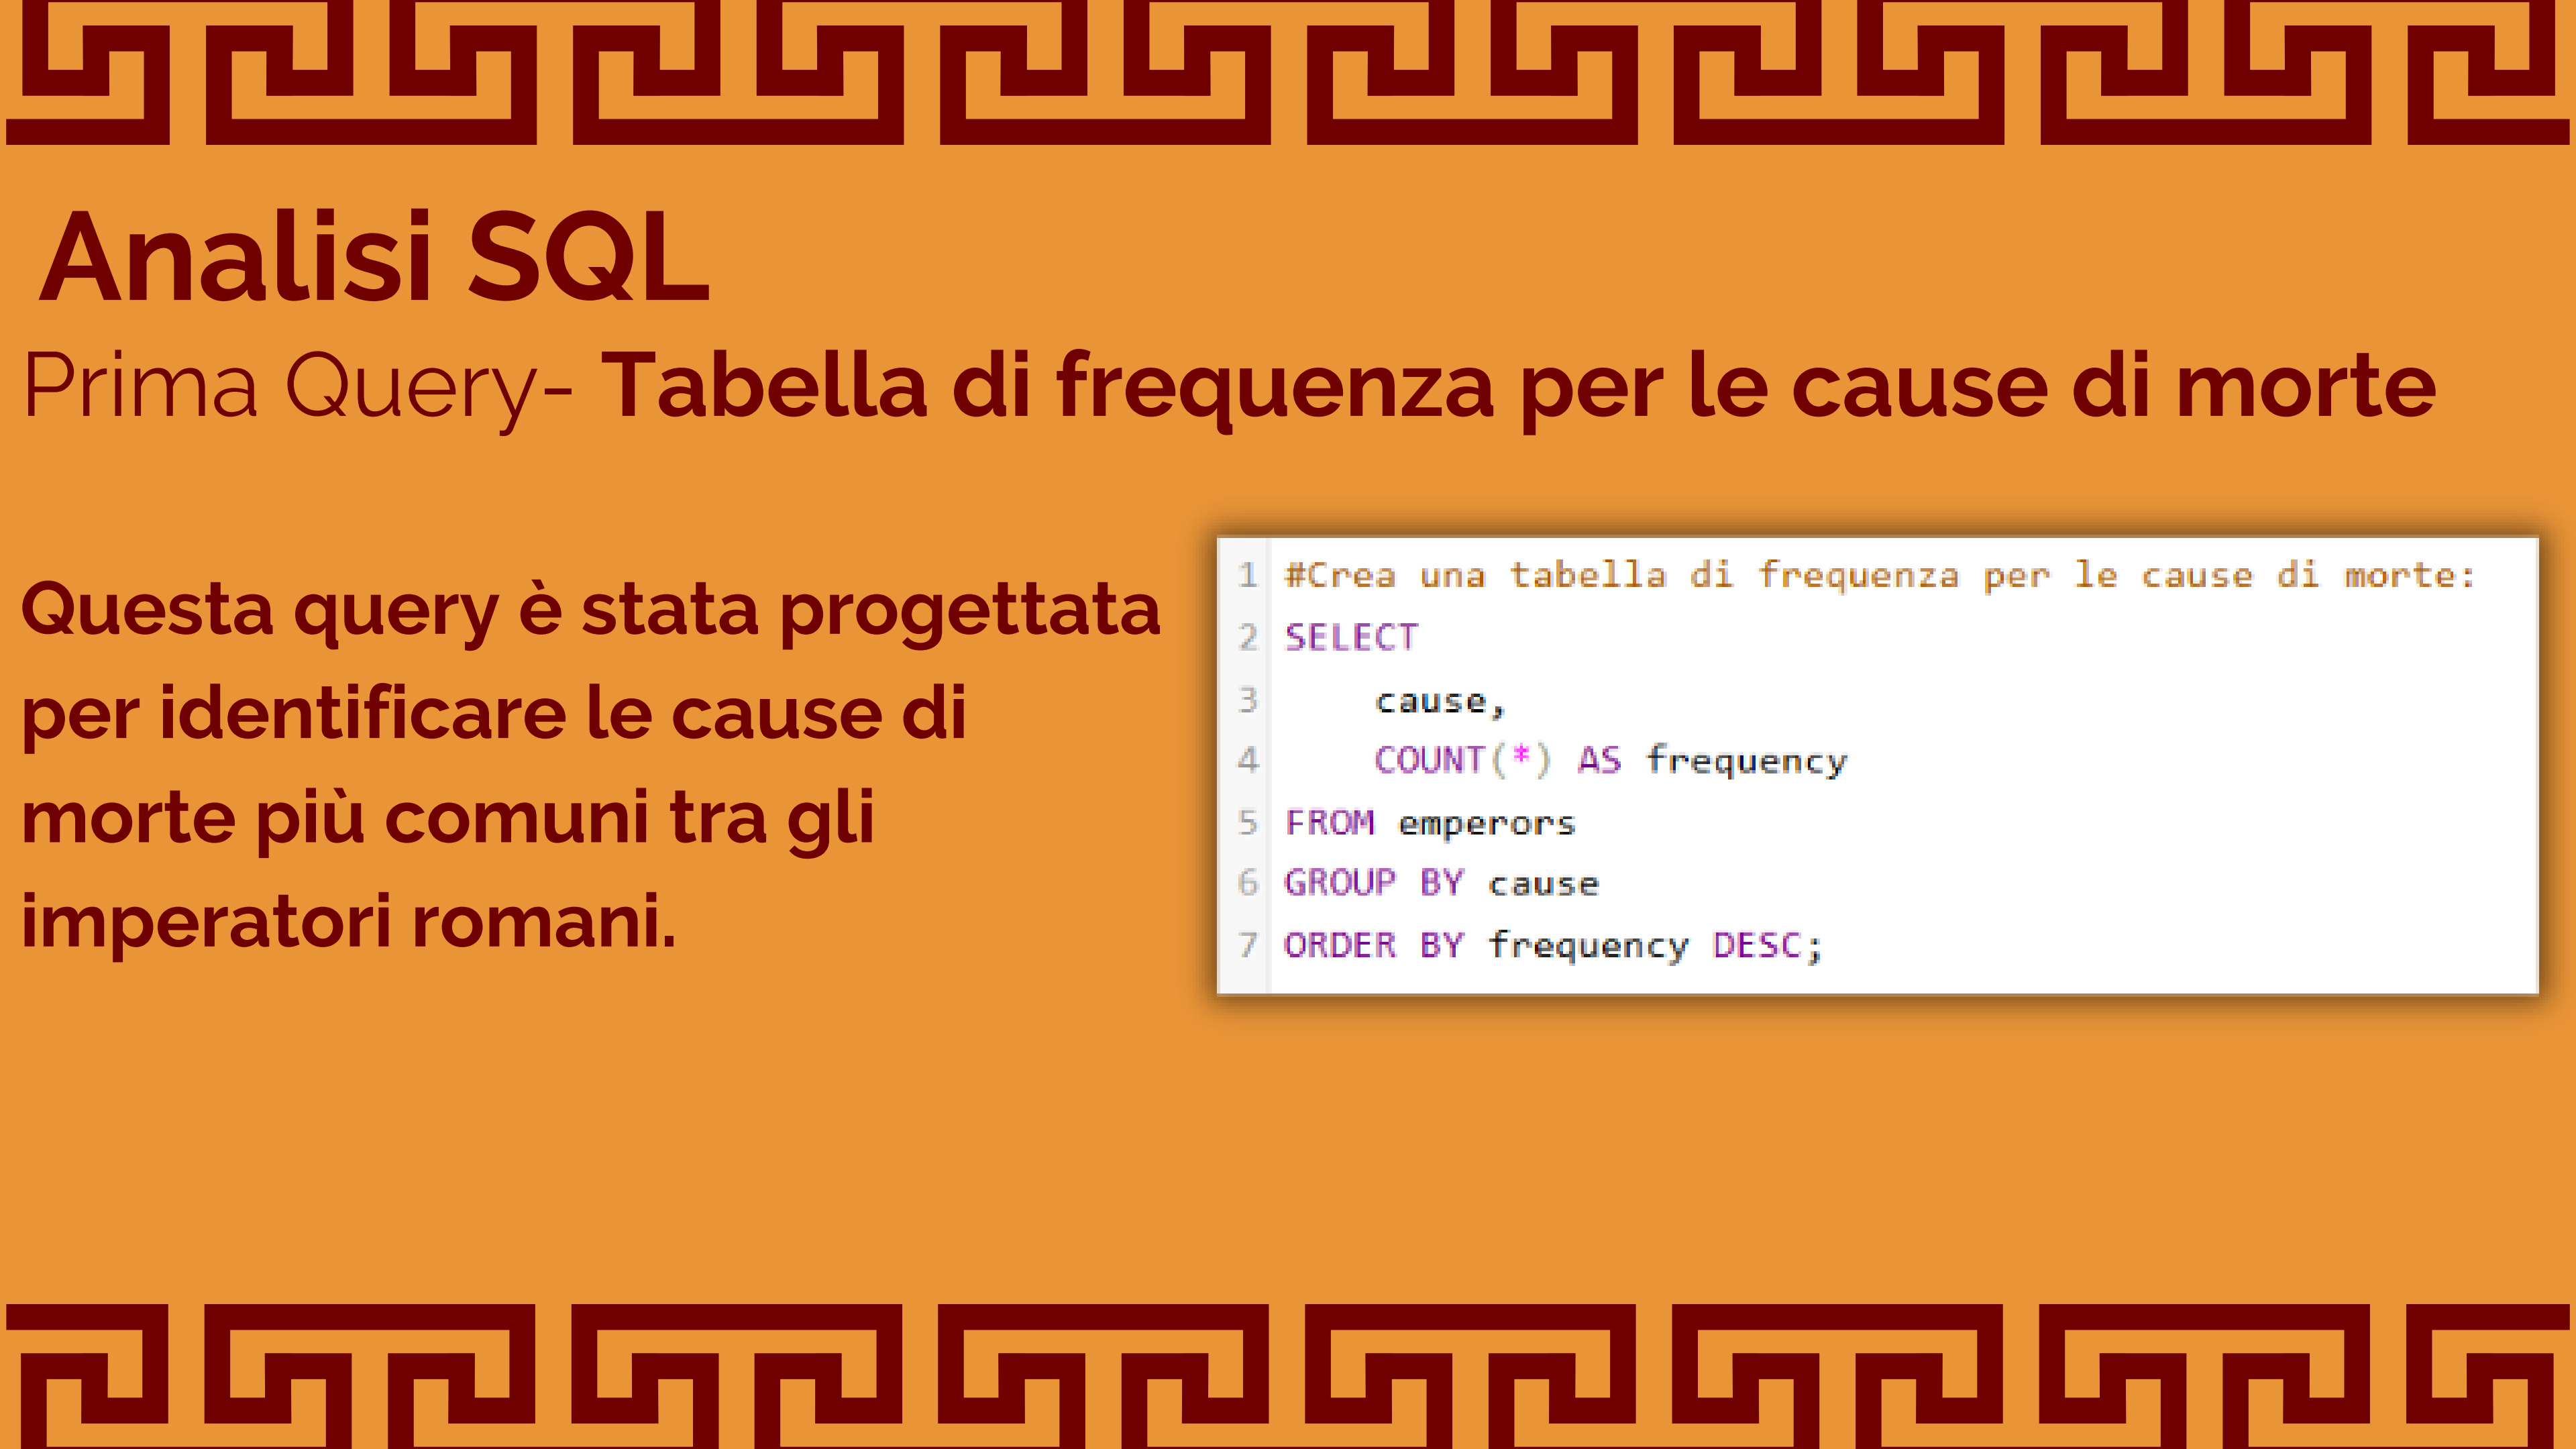 Analisi SQL
Prima Query- Tabella di frequenza per le cause di morte
Questa query è stata progettata
per identificare le cause di
morte più comuni tra gli
imperatori romani.
1 #Crea una tabella di frequenza per le cause di morte:
2 SELECT
3 cause,
4 COUNT(*) AS frequency
5 FROM emperors
6 GROUP BY cause
7 ORDER BY frequency DESC;